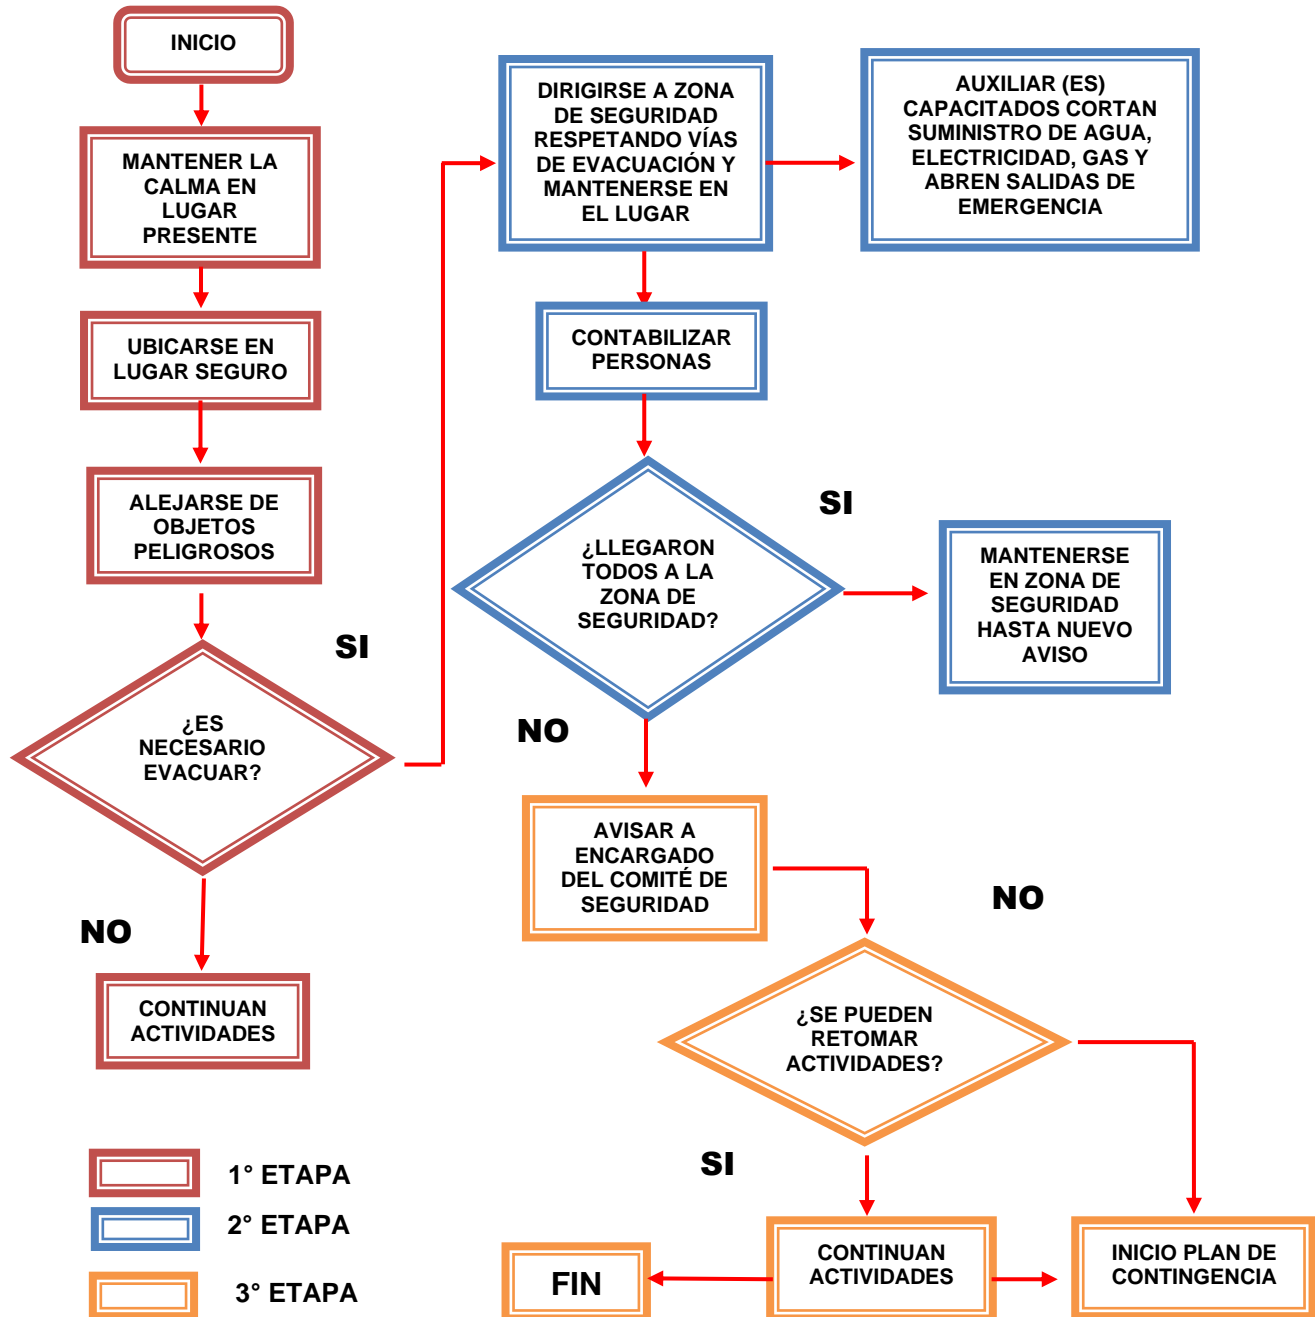 INICIO
MANTENER LA
CALMA EN
LUGAR
PRESENTE
UBICARSE EN
LUGAR SEGURO
ALEJARSE DE
OBJETOS
PELIGROSOS
SI
¿ES
NECESARIO
EVACUAR?
NO
CONTINUAN
ACTIVIDADES
DIRIGIRSE A ZONA
DE SEGURIDAD
RESPETANDO VÍAS
DE EVACUACIÓN Y
MANTENERSE EN
EL LUGAR
AUXILIAR (ES)
CAPACITADOS CORTAN
SUMINISTRO DE AGUA,
ELECTRICIDAD, GAS Y
ABREN SALIDAS DE
EMERGENCIA
CONTABILIZAR
PERSONAS
SI
¿LLEGARON
TODOS A LA
ZONA DE
SEGURIDAD?
MANTENERSE
EN ZONA DE
SEGURIDAD
HASTA NUEVO
AVISO
NO
AVISAR A
ENCARGADO
DEL COMITÉ DE
SEGURIDAD
NO
¿SE PUEDEN
RETOMAR
ACTIVIDADES?
SI
CONTINUAN
ACTIVIDADES
INICIO PLAN DE
CONTINGENCIA
FIN
1° ETAPA
2° ETAPA
3° ETAPA